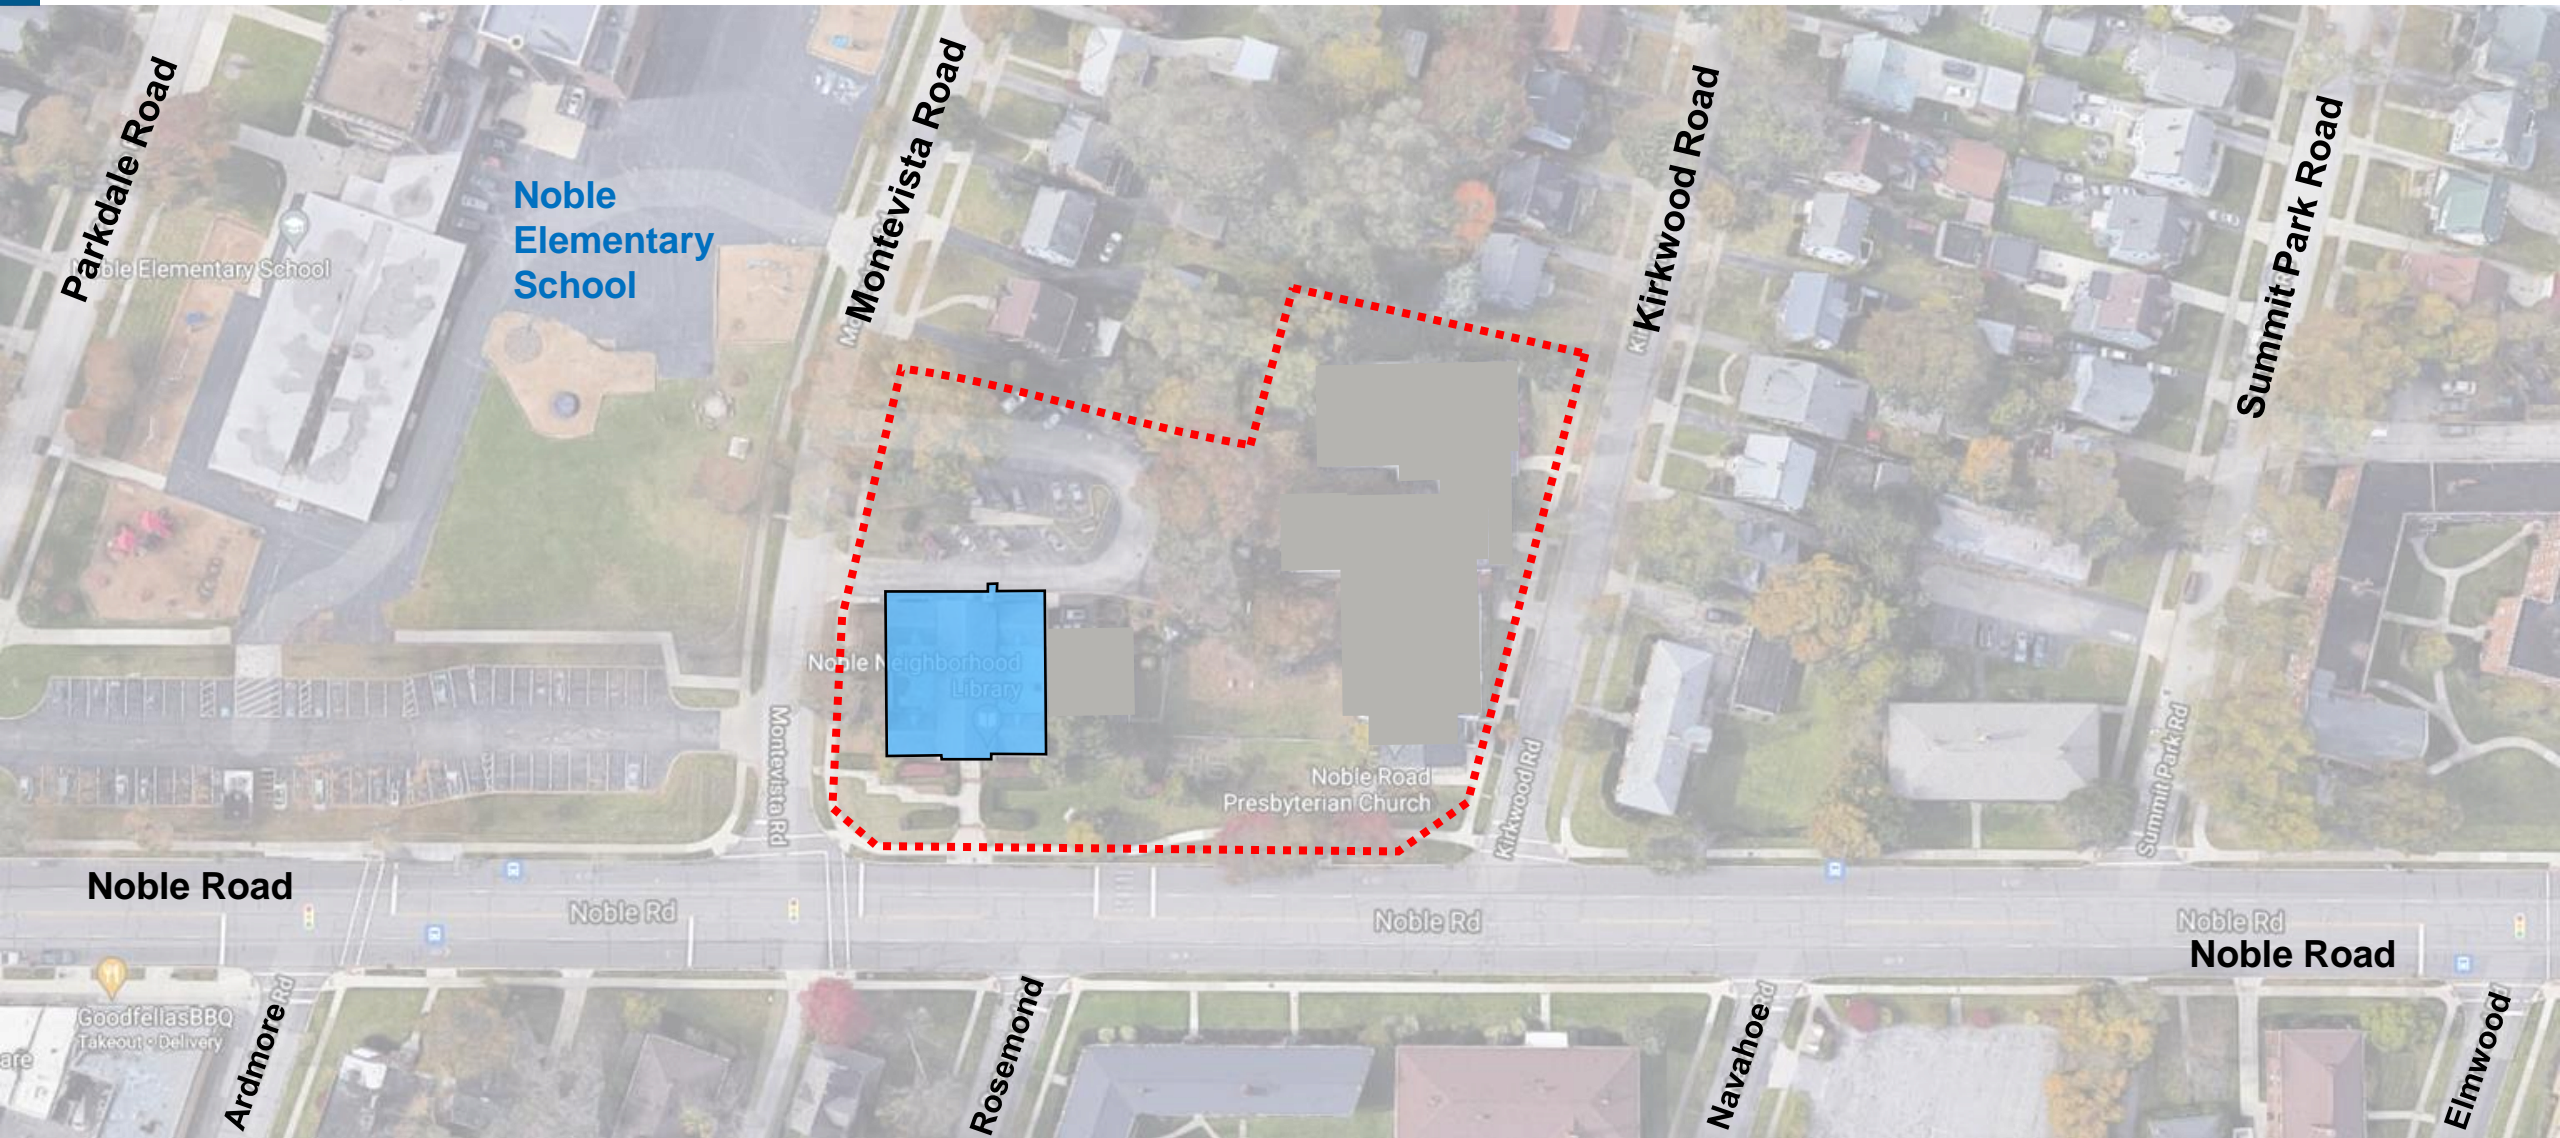 Parkdale Road
Montevista Road
Kirkwood Road
Summit Park Road
Noble
Elementary
School
Noble Elementary School
Noble Neighborhood
Library
Montevista Rd
Noble Road
Presbyterian Church
Kirkwood Rd
Summit Park Rd
Noble Road
Noble Rd
Noble Rd
Noble Rd
Noble Road
GoodfellasBBQ
Takeout • Delivery
are
Ardmore Rd
Rosemond
Navahoe
Elmwood